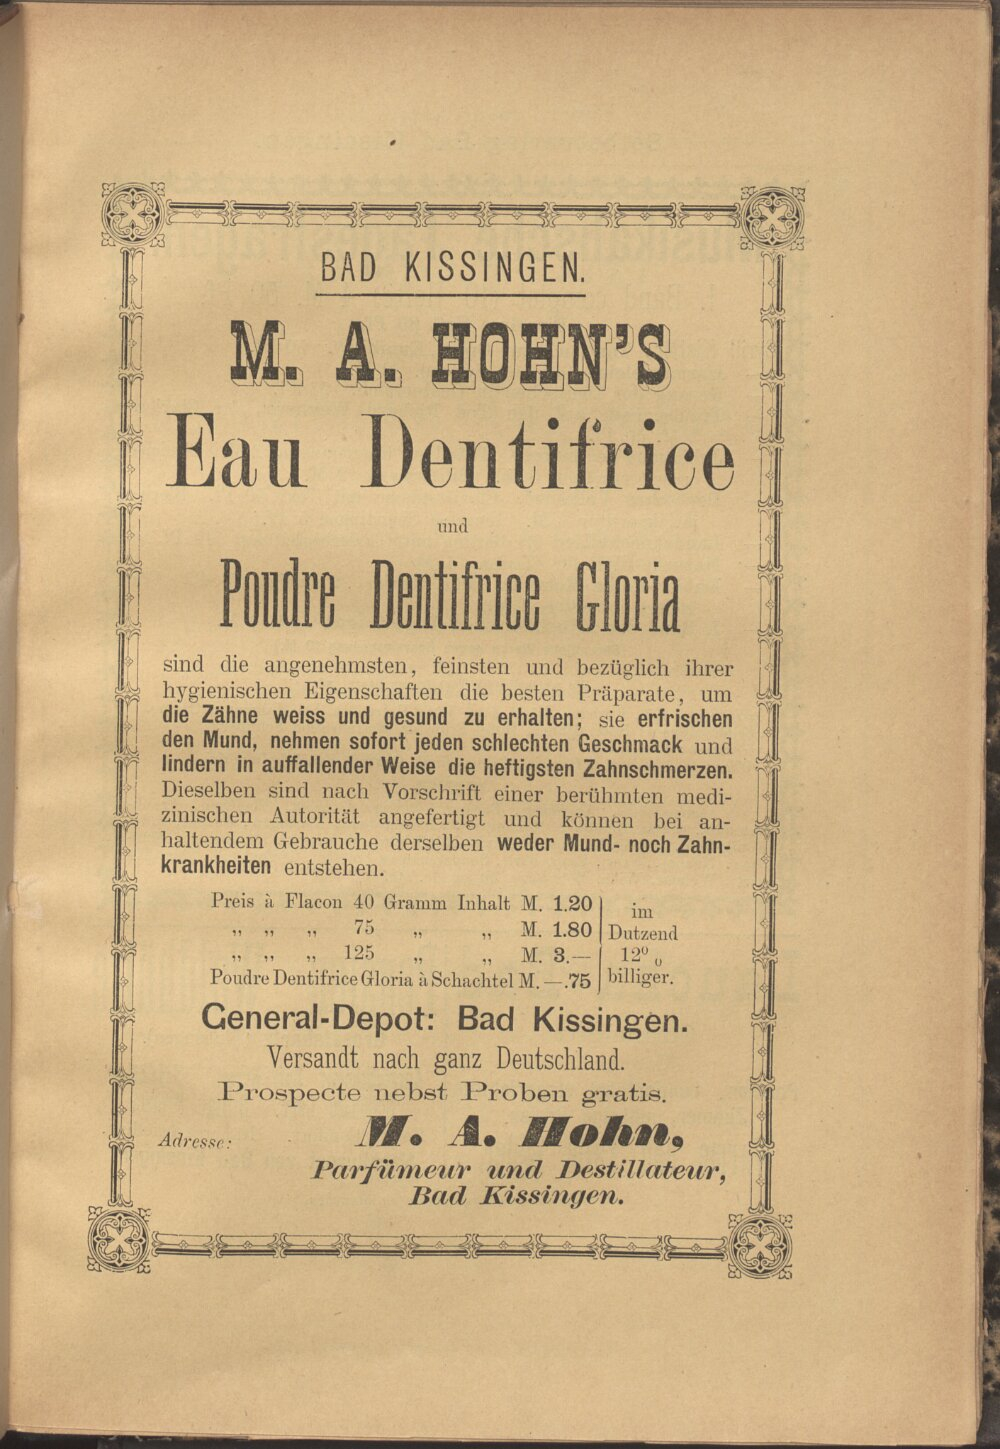 BAD KISSINGEN.
M. A. HOHN'S
Eau Dentifrice
und
Poudre Dentifrice Gloria
sind die angenehmsten, feinsten und bezüglich ihrer
hygienischen Eigenschaften die besten Präparate, um
die Zähne weiss und gesund zu erhalten; sie erfrischen
den Mund, nehmen sofort jeden schlechten Geschmack und
lindern in auffallender Weise die heftigsten Zahnschmerzen.
Dieselben sind nach Vorschrift einer berühmten medi-
zinischen Autorität angefertigt und können bei an-
haltendem Gebrauche derselben weder Mund- noch Zahn-
krankheiten entstehen.
Preis à Flacon 40 Gramm Inhalt M. 1.20
„ „ „ 75 „ „ M. 1.80
„ „ „ 125 „ „ M. 3.—
Poudre Dentifrice Gloria à Schachtel M. —.75
im
Dutzend
12%
billiger.
General-Depot: Bad Kissingen.
Versandt nach ganz Deutschland.
Prospecte nebst Proben gratis.
Adresse: M. A. Hohn,
Parfümeur und Destillateur,
Bad Kissingen.